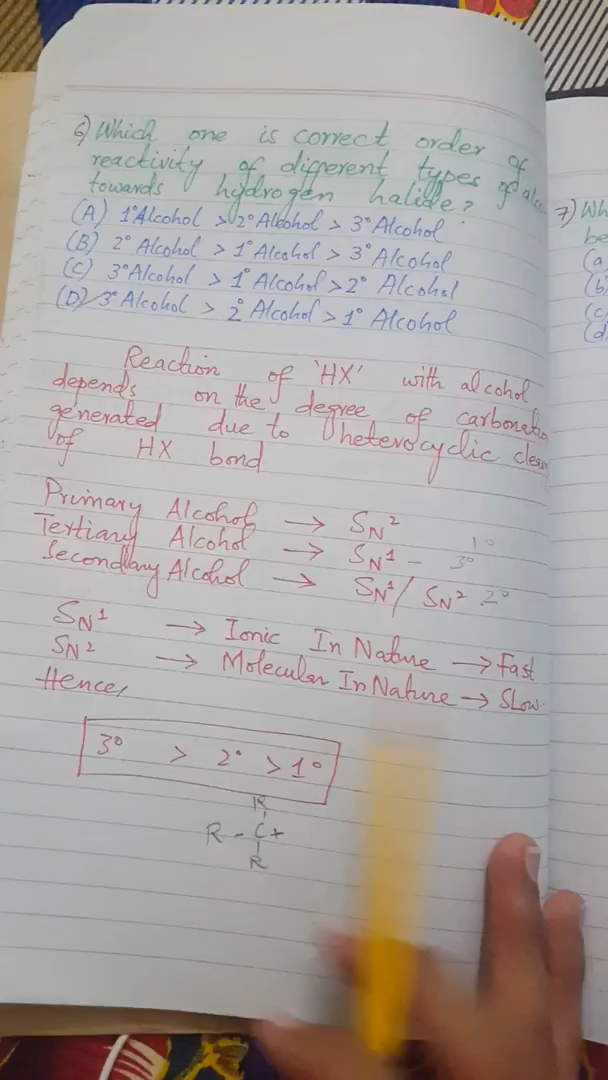 6) Which one is correct order of
reactivity of different types of
towards hydrogen halide?
(A) 1° Alcohol > 2° Alcohol > 3° Alcohol
(B) 2° Alcohol > 1° Alcohol > 3° Alcohol
(C) 3° Alcohol > 1° Alcohol > 2° Alcohol
(D) 3° Alcohol > 2° Alcohol > 1° Alcohol
Reaction of 'HX' with alcohol
depends on the degree of
generated due to heterocyclic
of HX bond
Primary Alcohol → SN²
1°
Tertiary Alcohol → SN¹ - 3°
Secondary Alcohol → SN¹/ SN² 2°
SN¹ → Ionic In Nature → Fast
SN² → Molecular In Nature → Slow.
Hence,
3° > 2° > 1°
R
R - C +
R
7) Wh
be
(a
(b
(c
(d